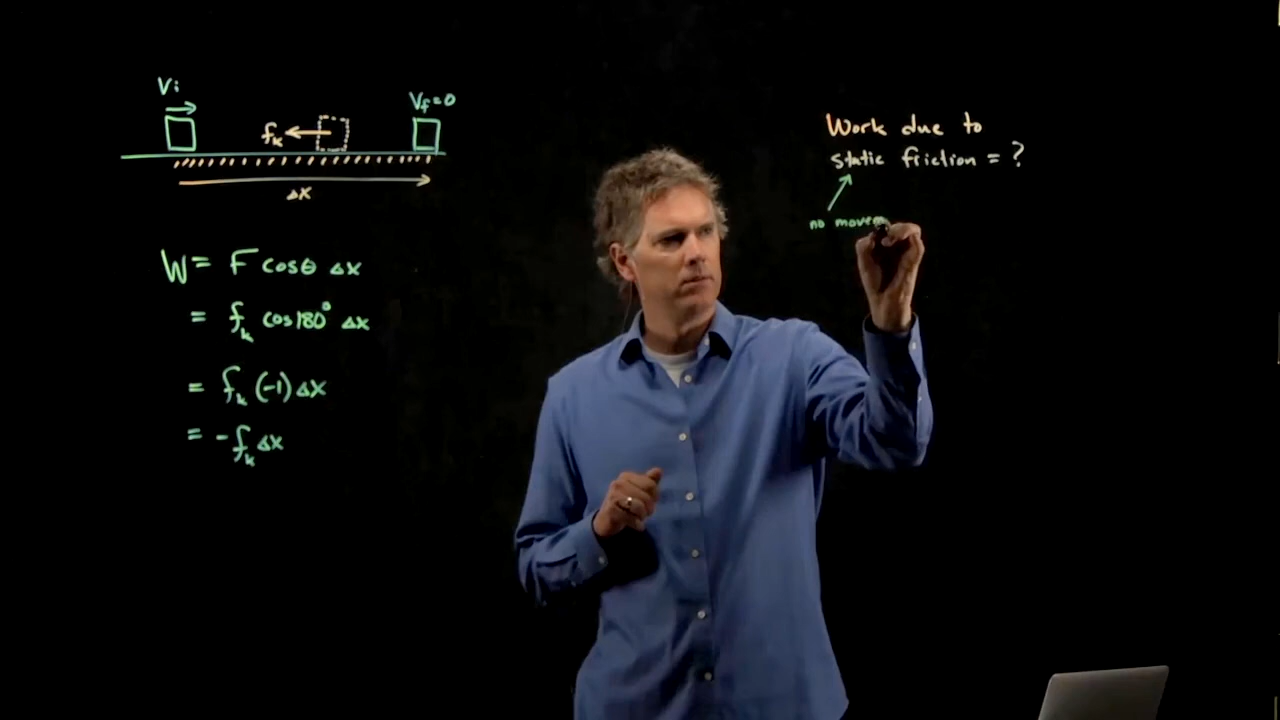 Vi
Vf=0
fk
Δx
W = F cosθ Δx
= fk cos180° Δx
= fk (-1) Δx
= -fk Δx
Work due to
static friction = ?
no move